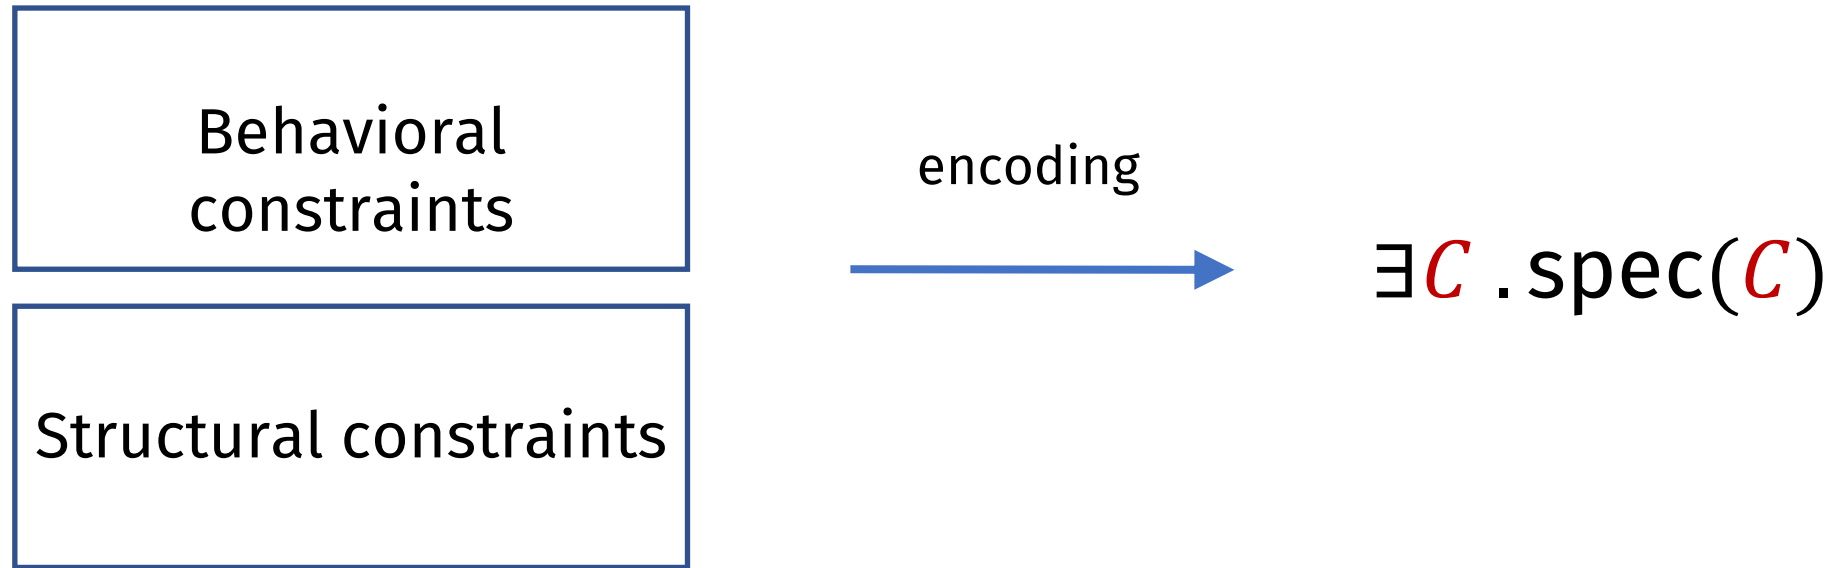 Behavioral
constraints
encoding
∃C .spec(C)
Structural constraints